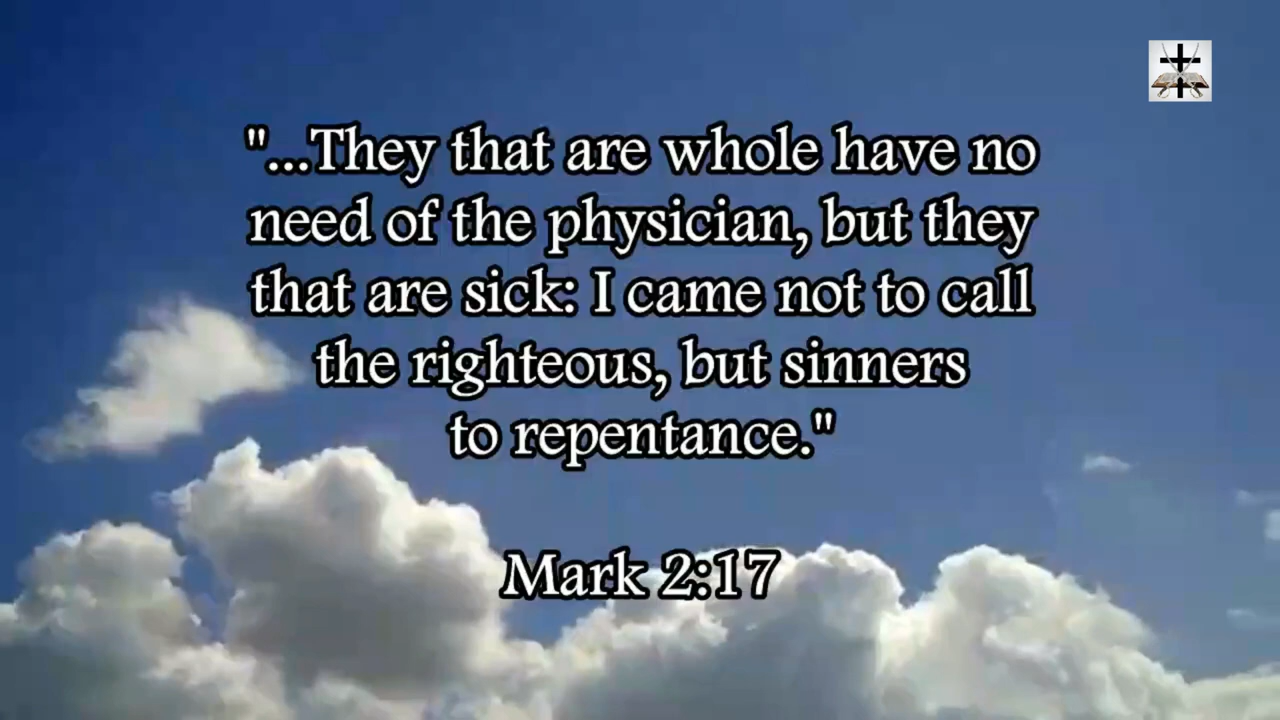 "...They that are whole have no
need of the physician, but they
that are sick: I came not to call
the righteous, but sinners
to repentance."
Mark 2:17